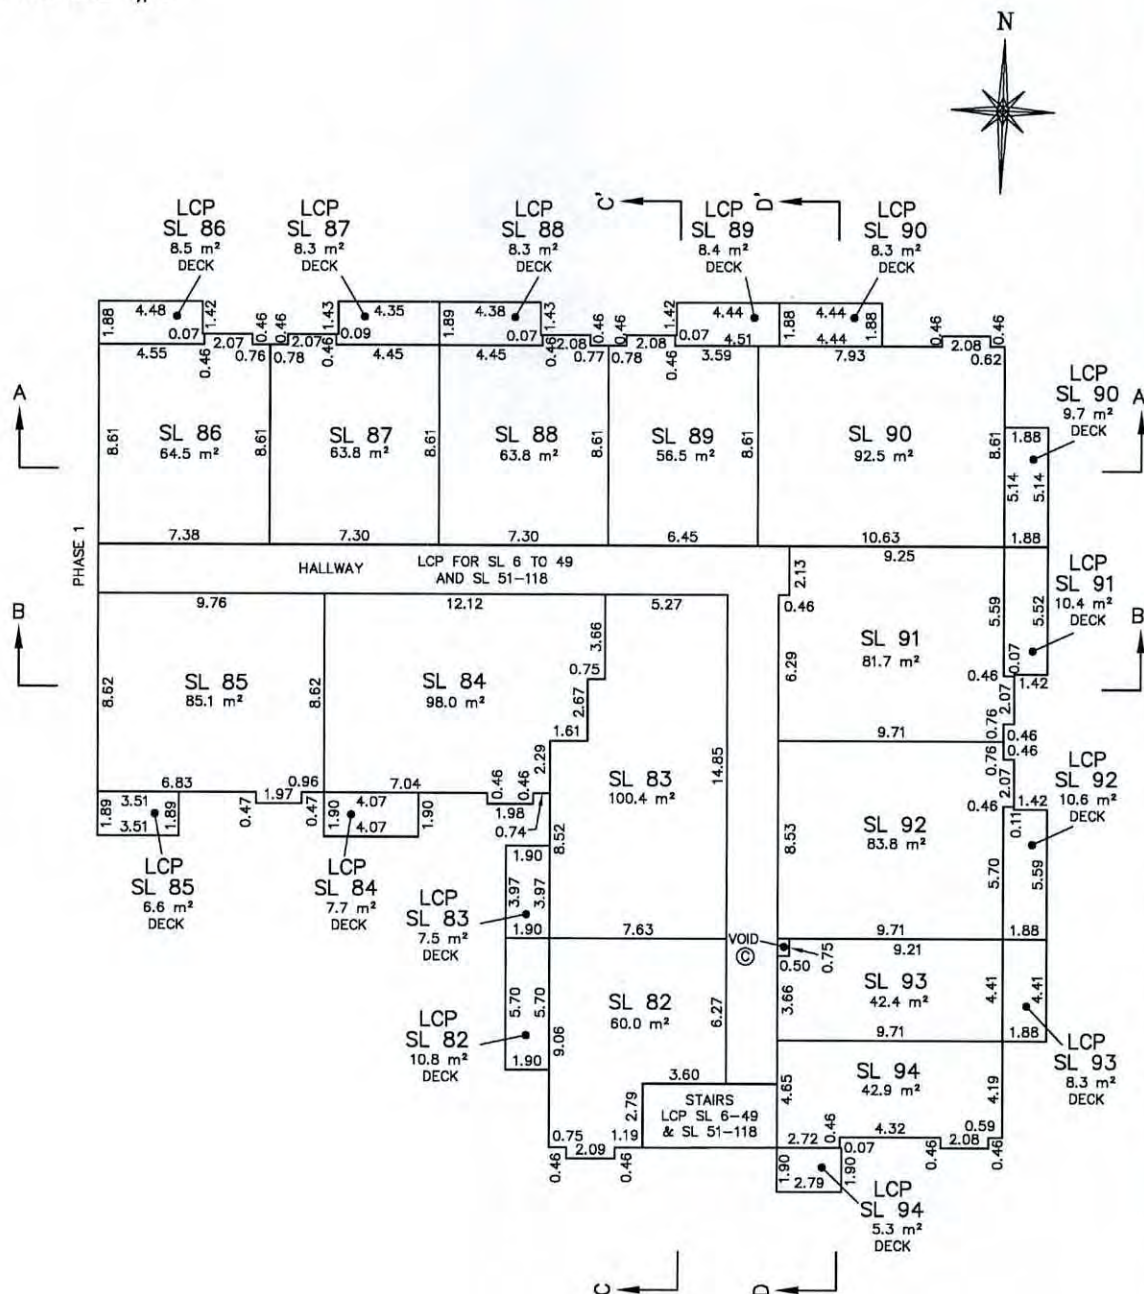 N
C'
D'
LCP
SL 86
8.5 m²
DECK
LCP
SL 87
8.3 m²
DECK
LCP
SL 88
8.3 m²
DECK
LCP
SL 89
8.4 m²
DECK
LCP
SL 90
8.3 m²
DECK
1.88 4.48 1.42 0.07 0.46 0.46 1.43 4.35 0.09 1.89 4.38 1.43 0.07 0.46 0.46 1.42 4.44 0.07 1.88 4.44 1.88 0.46 0.46
4.55 0.46 2.07 0.76 0.78 2.07 0.46 4.45 4.45 0.46 2.08 0.77 0.78 2.08 0.46 4.51 3.59 4.44 7.93 2.08 0.62
LCP
SL 90
9.7 m²
DECK
A
A
8.61
SL 86
64.5 m²
8.61
SL 87
63.8 m²
8.61
SL 88
63.8 m²
8.61
SL 89
56.5 m²
8.61
SL 90
92.5 m²
8.61
1.88
5.14
5.14
7.38 7.30 7.30 6.45 10.63 1.88
PHASE 1
HALLWAY
LCP FOR SL 6 TO 49
AND SL 51-118
9.25
2.13
0.46
LCP
SL 91
10.4 m²
DECK
B
B
9.76 12.12 5.27
8.62
SL 85
85.1 m²
8.62
SL 84
98.0 m²
3.66
0.75
2.67
1.61
2.29
6.29
SL 91
81.7 m²
5.59
5.52
0.07
0.46
1.42
2.07
0.76
0.46
9.71
6.83 0.96 7.04 0.46 0.46
1.89 3.51 1.89 0.47 1.97 0.47 1.90 4.07 1.90 1.98
3.51 4.07 0.74
SL 83
100.4 m²
14.85
8.52
0.76
0.46
2.07
0.46
1.42
0.11
LCP
SL 92
10.6 m²
DECK
8.53
SL 92
83.8 m²
5.70
5.59
LCP
SL 85
6.6 m²
DECK
LCP
SL 84
7.7 m²
DECK
LCP
SL 83
7.5 m²
DECK
1.90
3.97
3.97
1.90
7.63
9.71
1.88
VOID
C
0.50
0.75
9.21
SL 93
42.4 m²
3.66
4.41
4.41
9.71
1.88
LCP
SL 93
8.3 m²
DECK
LCP
SL 82
10.8 m²
DECK
5.70
5.70
1.90
9.06
SL 82
60.0 m²
6.27
3.60
2.79
STAIRS
LCP SL 6-49
& SL 51-118
0.75
2.09
1.19
0.46
0.46
4.65
SL 94
42.9 m²
4.19
2.72
0.46
4.32
0.59
0.07
0.46
2.08
0.46
1.90
2.79
1.90
LCP
SL 94
5.3 m²
DECK
C
D